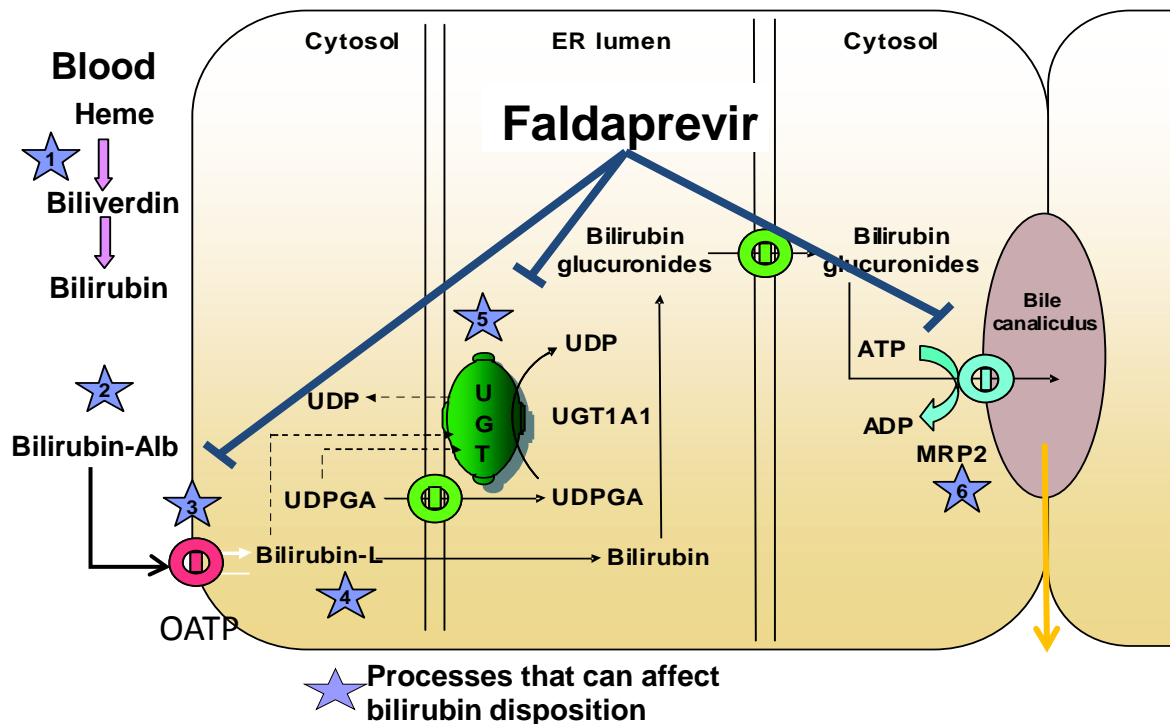 Cytosol
ER lumen
Cytosol
Blood
Heme
1
Biliverdin
Bilirubin
Faldaprevir
Bilirubin
glucuronides
Bilirubin
glucuronides
Bile
canaliculus
5
UDP
ATP
2
UDP
U
G
T
UGT1A1
ADP
Bilirubin-Alb
MRP2
6
3
UDPGA
UDPGA
Bilirubin-L
Bilirubin
4
OATP
Processes that can affect
bilirubin disposition